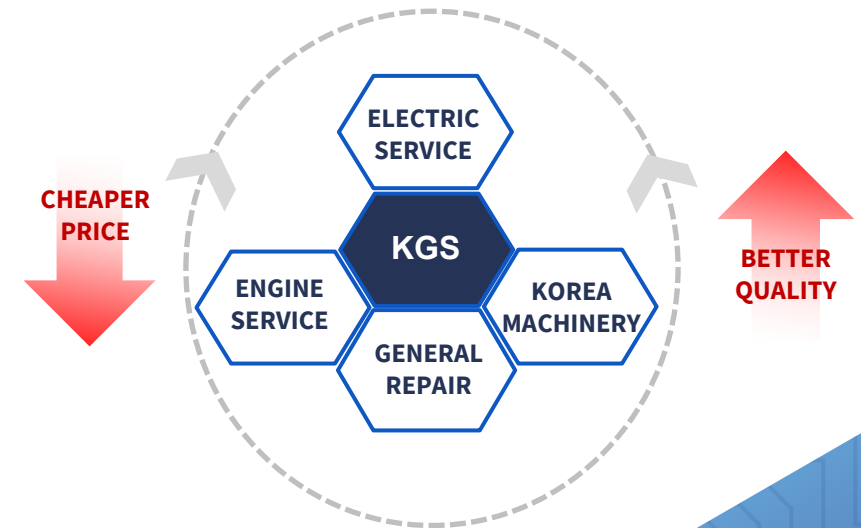 ELECTRIC
SERVICE
CHEAPER
PRICE
KGS
BETTER
QUALITY
ENGINE
SERVICE
KOREA
MACHINERY
GENERAL
REPAIR